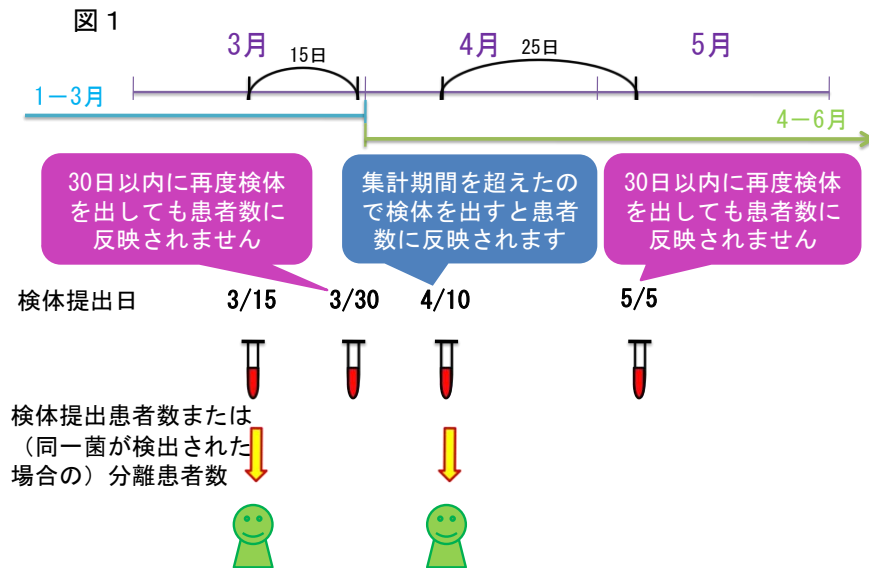 図1
3月
15日
4月
25日
5月
1-3月
4-6月
30日以内に再度検体
を出しても患者数に
反映されません
集計期間を超えたの
で検体を出すと患者
数に反映されます
30日以内に再度検体
を出しても患者数に
反映されません
検体提出日
3/15
3/30
4/10
5/5
検体提出患者数または
（同一菌が検出された
場合の）分離患者数